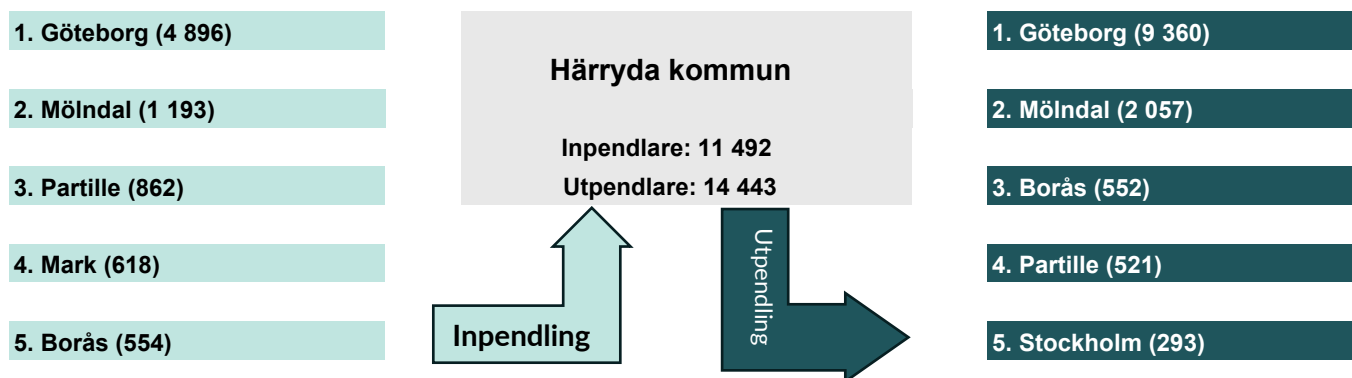 1. Göteborg (4 896)
2. Mölndal (1 193)
3. Partille (862)
4. Mark (618)
5. Borås (554)
Härryda kommun
Inpendlare: 11 492
Utpendlare: 14 443
Inpendling
Utpendling
1. Göteborg (9 360)
2. Mölndal (2 057)
3. Borås (552)
4. Partille (521)
5. Stockholm (293)